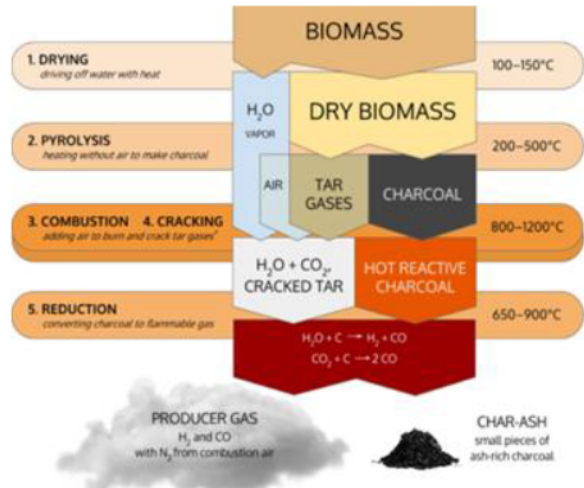 BIOMASS
1. DRYING
driving off water with heat
100–150°C
H₂O
VAPOR
DRY BIOMASS
2. PYROLYSIS
heating without air to make charcoal
200–500°C
AIR
TAR
GASES
CHARCOAL
3. COMBUSTION 4. CRACKING
adding air to burn and crack tar gases"
800–1200°C
H₂O + CO₂,
CRACKED TAR
HOT REACTIVE
CHARCOAL
5. REDUCTION
converting charcoal to flammable gas
650–900°C
H₂O + C → H₂ + CO
CO₂ + C → 2 CO
PRODUCER GAS
H₂ and CO
with N₂ from combustion air
CHAR-ASH
small pieces of
ash-rich charcoal